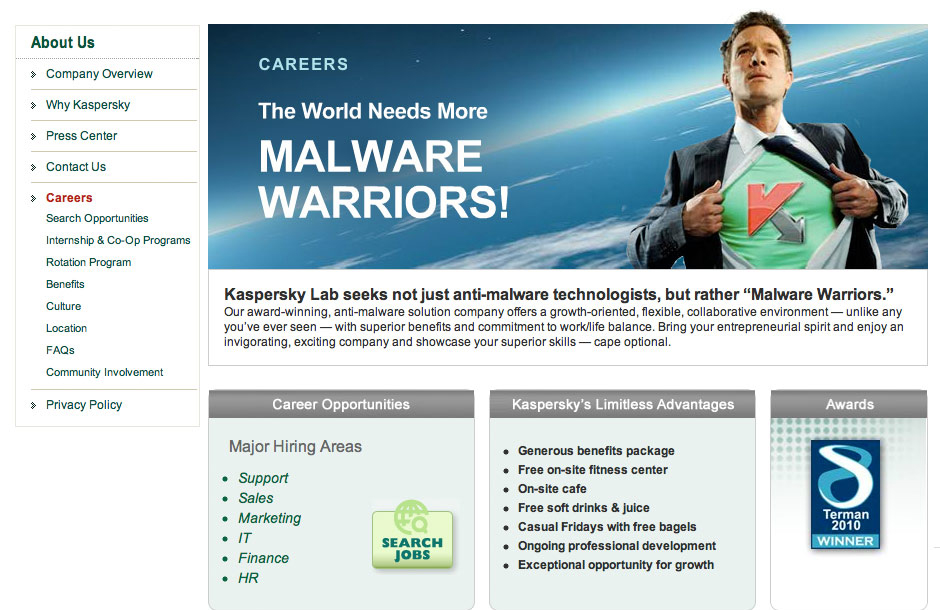 About Us
Company Overview
Why Kaspersky
Press Center
Contact Us
Careers
Search Opportunities
Internship & Co-Op Programs
Rotation Program
Benefits
Culture
Location
FAQs
Community Involvement
Privacy Policy
CAREERS
The World Needs More
MALWARE
WARRIORS!
Kaspersky Lab seeks not just anti-malware technologists, but rather “Malware Warriors.”
Our award-winning, anti-malware solution company offers a growth-oriented, flexible, collaborative environment — unlike any
you’ve ever seen — with superior benefits and commitment to work/life balance. Bring your entrepreneurial spirit and enjoy an
invigorating, exciting company and showcase your superior skills — cape optional.
Career Opportunities
Major Hiring Areas
Support
Sales
Marketing
IT
Finance
HR
SEARCH
JOBS
Kaspersky’s Limitless Advantages
Generous benefits package
Free on-site fitness center
On-site cafe
Free soft drinks & juice
Casual Fridays with free bagels
Ongoing professional development
Exceptional opportunity for growth
Awards
Terman
2010
WINNER